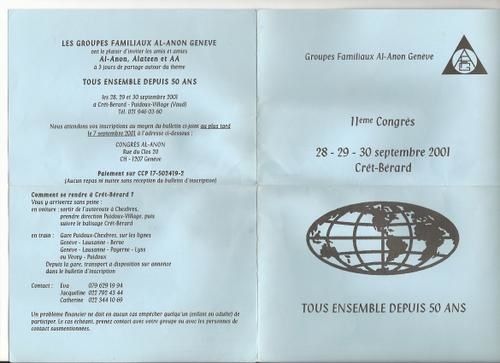 LES GROUPES FAMILIAUX AL-ANON GENEVE
ont le plaisir d'inviter les amis et amies
Al-Anon, Alateen et AA
à 3 jours de partage autour du thème
TOUS ENSEMBLE DEPUIS 50 ANS
les 28, 29 et 30 septembre 2001
à Crêt-Bérard - Puidoux-Village (Vaud)
Tél. 021 946 03 60
Nous attendons vos inscriptions au moyen du bulletin ci-joint au plus tard
le 7 septembre 2001 à l'adresse ci-dessous :
CONGRÈS AL-ANON
Rue du Clos 20
CH - 1207 Genève
Paiement sur CCP 17-502419-2
(Aucun repas ni nuitée sans réception du bulletin d'inscription)
Comment se rendre à Crêt-Bérard ?
Vous y arriverez sans peine :
en voiture : sortir de l'autoroute à Chexbres,
prendre direction Puidoux-Village, puis
suivre le balisage Crêt-Bérard
en train : Gare Puidoux-Chexbres, sur les lignes
Genève - Lausanne - Berne
Genève - Lausanne - Payerne - Lyss
ou Vevey - Puidoux
Depuis la gare, transport à disposition sur annonce
dans le bulletin d'inscription
Contact : Eva 079 629 19 94
Jacqueline 022 792 43 44
Catherine 022 344 10 69
Un problème financier ne doit en aucun cas empêcher quelqu'un (enfant ou adulte) de
participer. Le cas échéant, prenez contact avec votre groupe ou avec les personnes de
contact susmentionnées.
Groupes Familiaux Al-Anon Genève
11ème Congrès
28 - 29 - 30 septembre 2001
Crêt-Bérard
TOUS ENSEMBLE DEPUIS 50 ANS